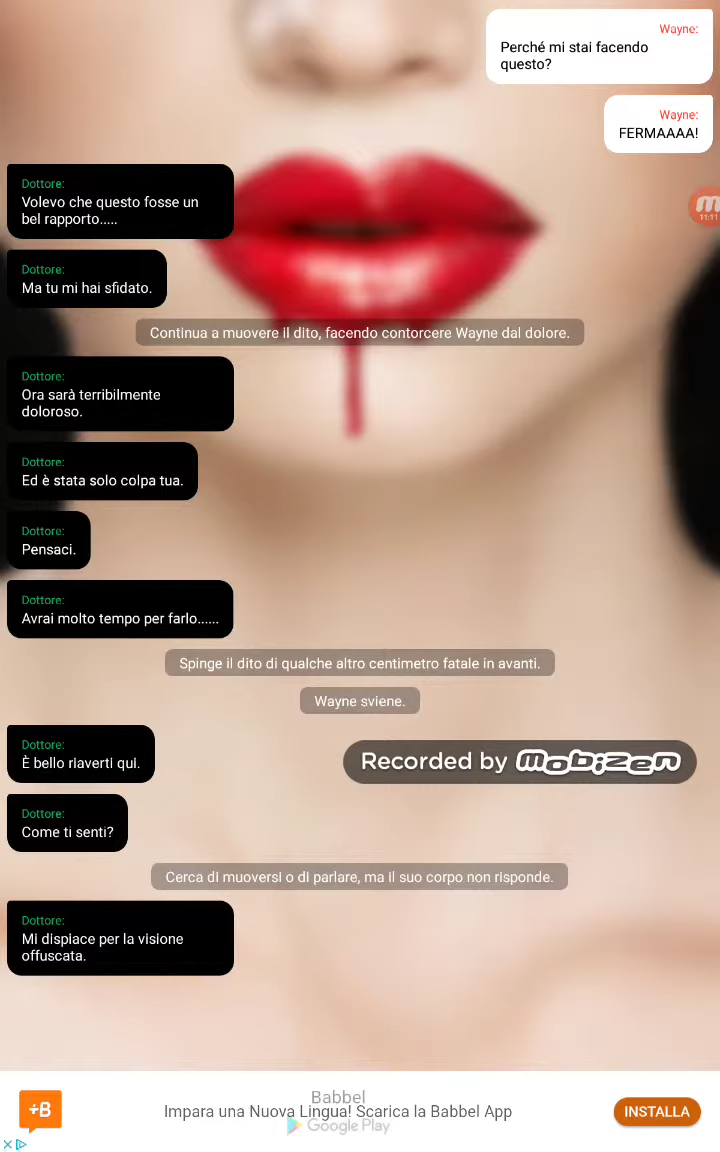 Wayne:
Perché mi stai facendo
questo?
Wayne:
FERMAAAA!
Dottore:
Volevo che questo fosse un
bel rapporto.....
11:11
Dottore:
Ma tu mi hai sfidato.
Continua a muovere il dito, facendo contorcere Wayne dal dolore.
Dottore:
Ora sarà terribilmente
doloroso.
Dottore:
Ed è stata solo colpa tua.
Dottore:
Pensaci.
Dottore:
Avrai molto tempo per farlo......
Spinge il dito di qualche altro centimetro fatale in avanti.
Wayne sviene.
Dottore:
È bello riaverti qui.
Recorded by mobizen
Dottore:
Come ti senti?
Cerca di muoversi o di parlare, ma il suo corpo non risponde.
Dottore:
Mi dispiace per la visione
offuscata.
+B
Babbel
Impara una Nuova Lingua! Scarica la Babbel App
Google Play
INSTALLA